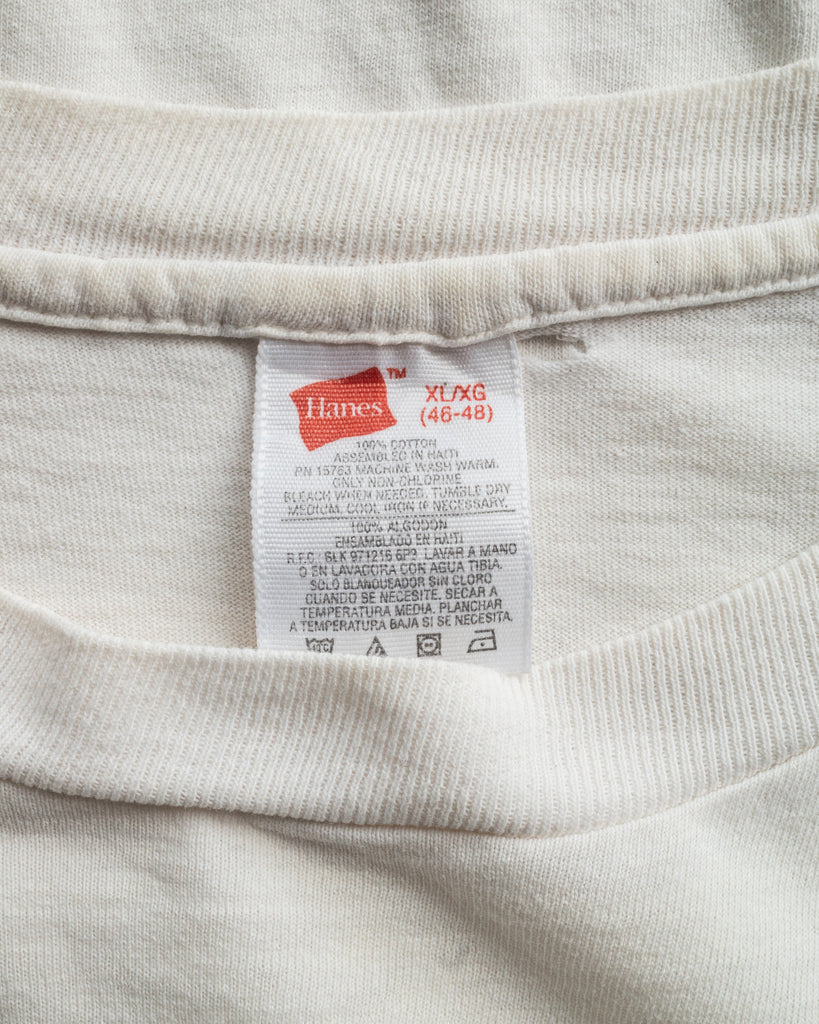 Hanes™
XL/XG
(46-48)
100% COTTON
ASSEMBLED IN HAITI
PN 15763 MACHINE WASH WARM.
ONLY NON-CHLORINE
BLEACH WHEN NEEDED. TUMBLE DRY
MEDIUM. COOL IRON IF NECESSARY.
100% ALGODON
ENSAMBLADO EN HAITI
LAVAR A MANO
O EN LAVADORA CON AGUA TIBIA.
SOLO BLANQUEADOR SIN CLORO
CUANDO SE NECESITE. SECAR A
TEMPERATURA MEDIA. PLANCHAR
A TEMPERATURA BAJA SI SE NECESITA.